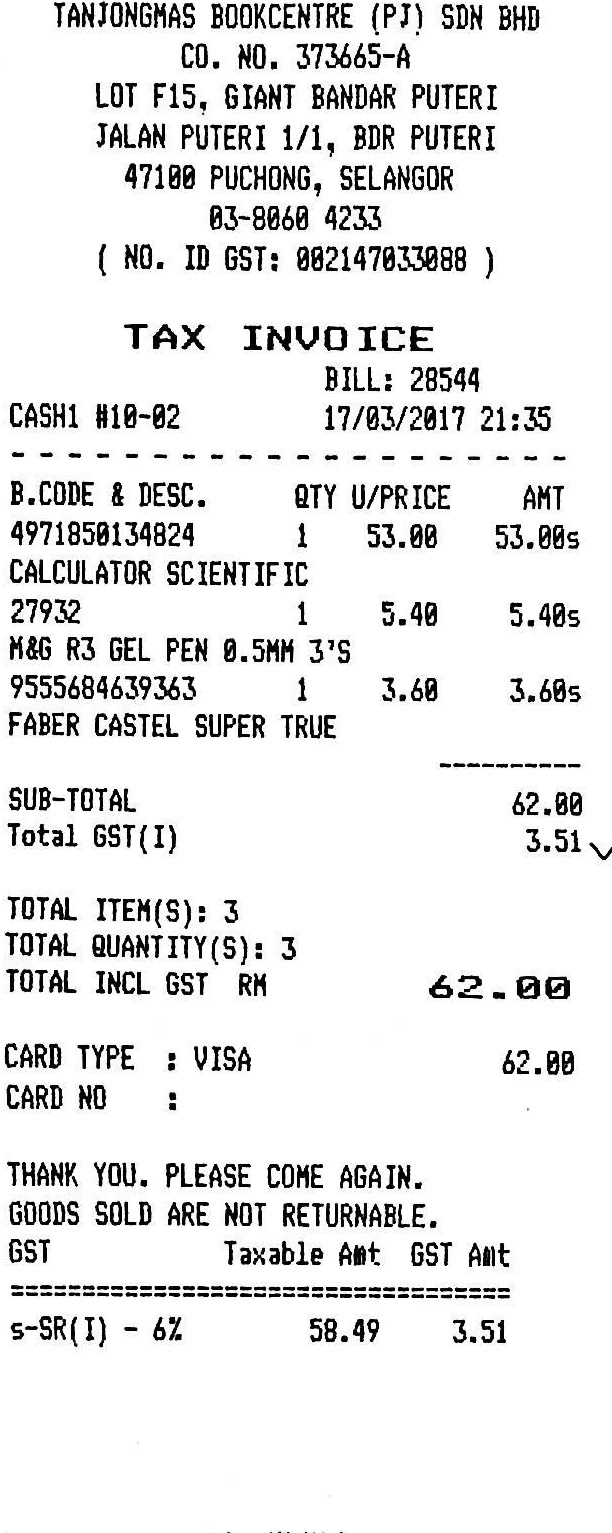 TANJONGMAS BOOKCENTRE (PJ) SDN BHD
CO. NO. 373665-A
LOT F15, GIANT BANDAR PUTERI
JALAN PUTERI 1/1, BDR PUTERI
47100 PUCHONG, SELANGOR
03-8060 4233
( NO. ID GST: 002147033088 )
TAX INVOICE
BILL: 28544
CASH1 #10-02 17/03/2017 21:35
- - - - - - - - - - - - - - - - - - - -
B.CODE & DESC. QTY U/PRICE AMT
4971850134824 1 53.00 53.00s
CALCULATOR SCIENTIFIC
27932 1 5.40 5.40s
M&G R3 GEL PEN 0.5MM 3'S
9555684639363 1 3.60 3.60s
FABER CASTEL SUPER TRUE
----------
SUB-TOTAL 62.00
Total GST(I) 3.51
TOTAL ITEM(S): 3
TOTAL QUANTITY(S): 3
TOTAL INCL GST RM 62.00
CARD TYPE : VISA 62.00
CARD NO :
THANK YOU. PLEASE COME AGAIN.
GOODS SOLD ARE NOT RETURNABLE.
GST Taxable Amt GST Amt
===================================
s-SR(I) - 6% 58.49 3.51